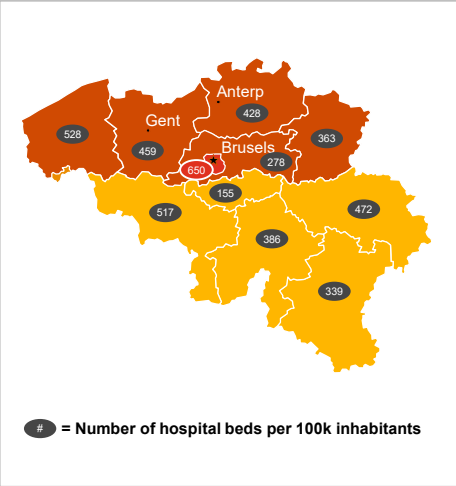 Anterp
428
Gent
528
459
363
Brusels
278
650
155
517
472
386
339
# = Number of hospital beds per 100k inhabitants